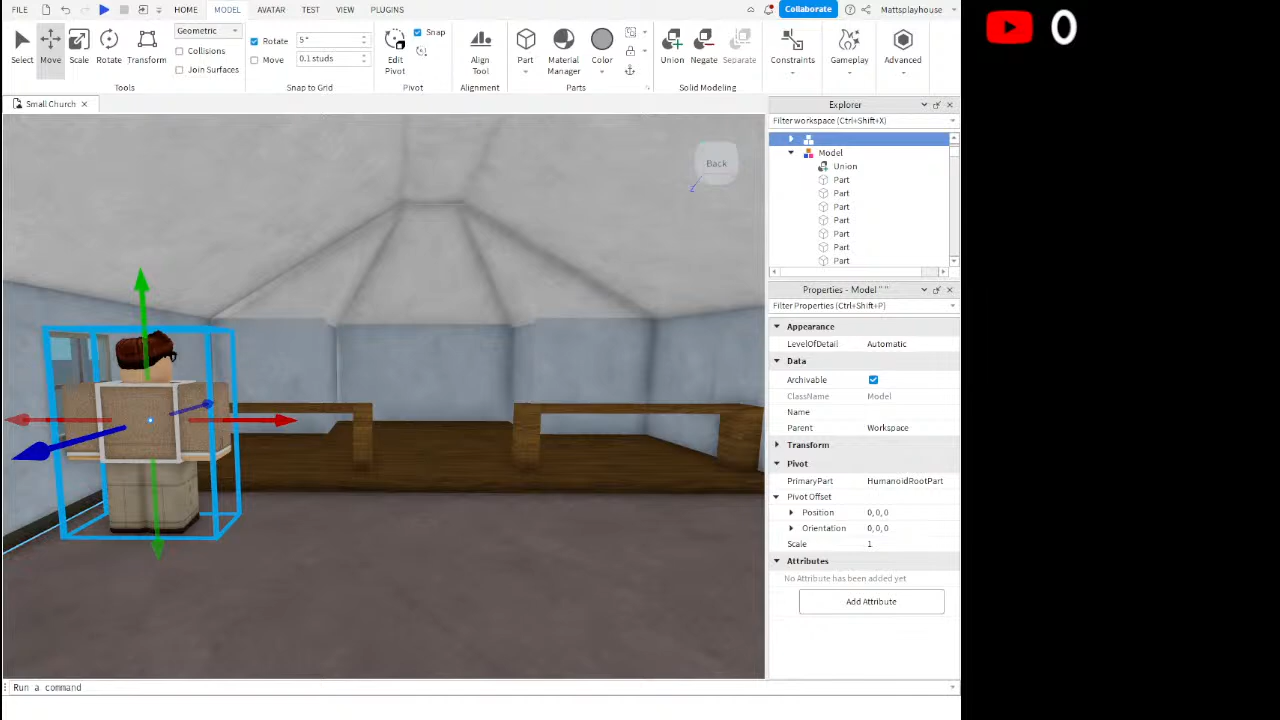 FILE HOME MODEL AVATAR TEST VIEW PLUGINS Collaborate Mattsplayhouse
Select Move Scale Rotate Transform
Geometric
Collisions
Join Surfaces
Tools
Rotate 5°
Move 0.1 studs
Snap to Grid
Edit
Pivot
Snap
Pivot
Align
Tool
Alignment
Part Material
Manager Color
Parts
Union Negate Separate
Solid Modeling
Constraints Gameplay Advanced
Small Church
Back
Explorer
Filter workspace (Ctrl+Shift+X)
Model
Union
Part
Part
Part
Part
Part
Part
Part
Properties - Model " "
Filter Properties (Ctrl+Shift+P)
Appearance
LevelOfDetail Automatic
Data
Archivable
ClassName Model
Name
Parent Workspace
Transform
Pivot
PrimaryPart HumanoidRootPart
Pivot Offset
Position 0, 0, 0
Orientation 0, 0, 0
Scale 1
Attributes
No Attribute has been added yet
Add Attribute
Run a command
0